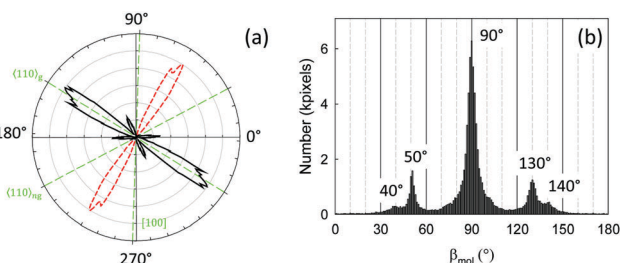 90°
(a)
⟨110⟩g
180°
0°
⟨110⟩ng
[100]
270°
(b)
90°
6
4
2
0
Number (kpixels)
40°
50°
130°
140°
0 30 60 90 120 150 180
βmol (°)